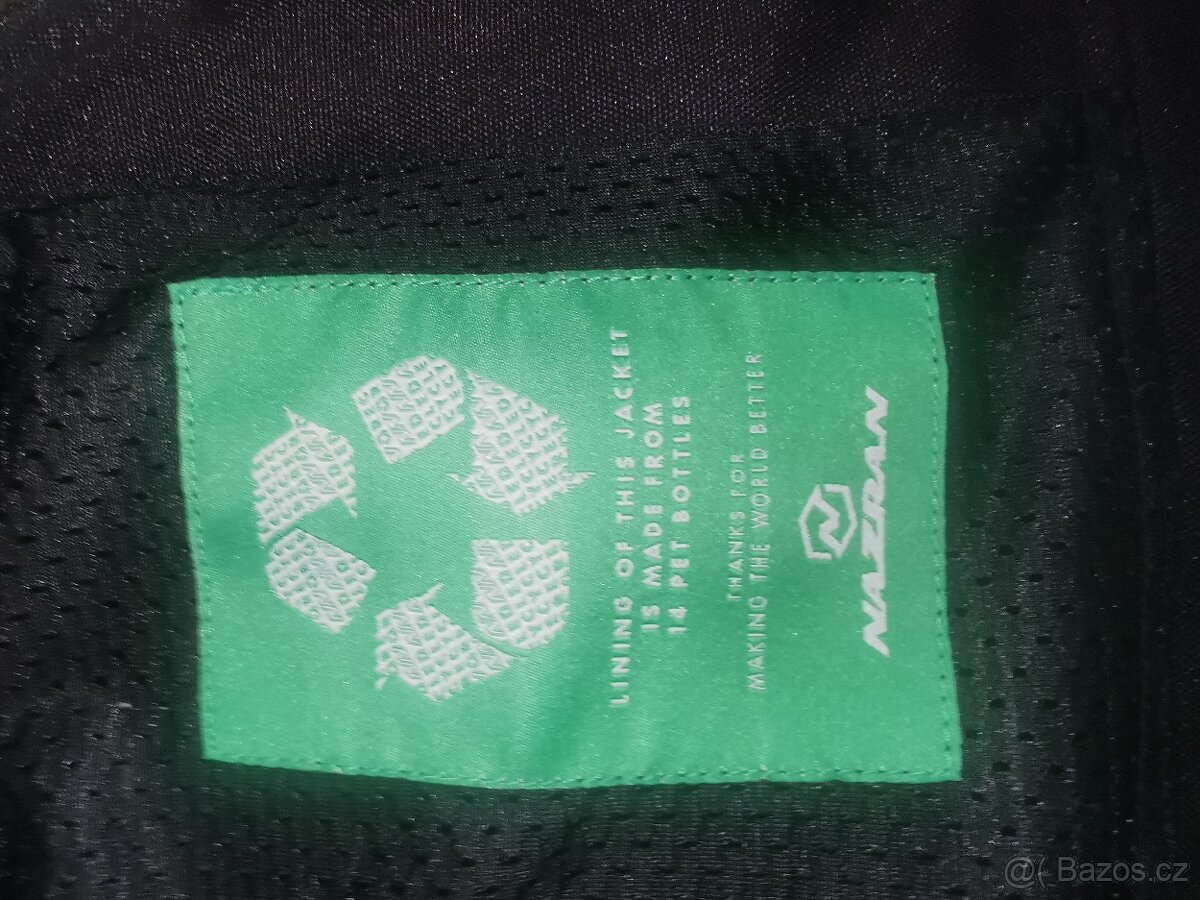 LINING OF THIS JACKET
IS MADE FROM
14 PET BOTTLES
THANKS FOR
MAKING THE WORLD BETTER
NAZRAN
@( Bazos.cz